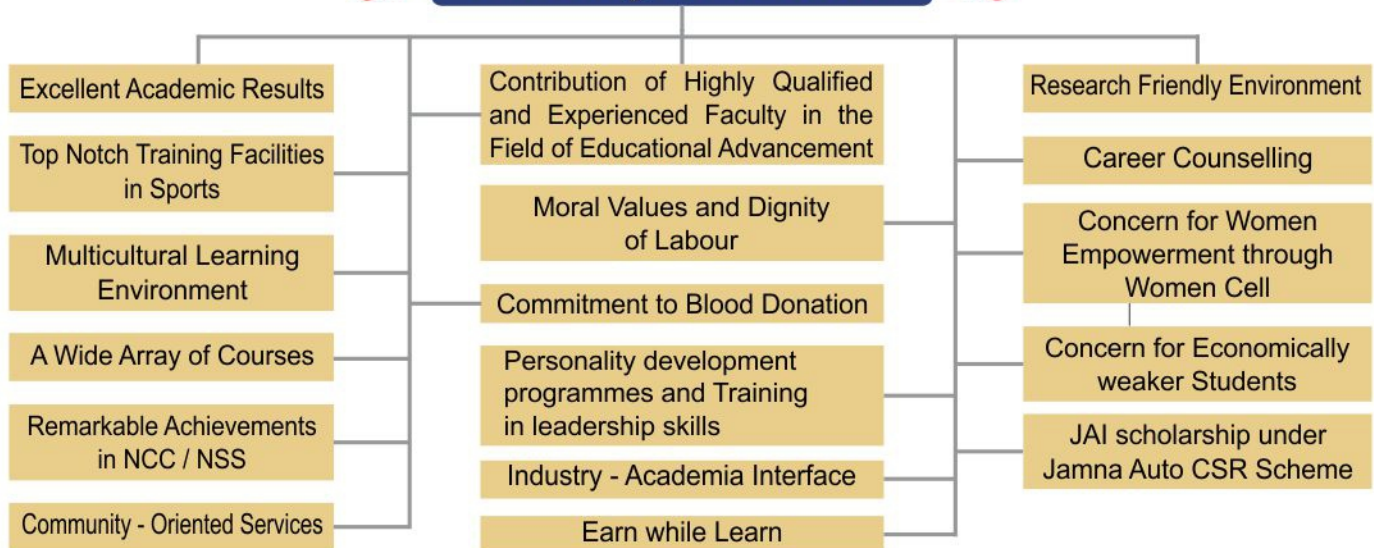 Excellent Academic Results
Top Notch Training Facilities
in Sports
Multicultural Learning
Environment
A Wide Array of Courses
Remarkable Achievements
in NCC / NSS
Community - Oriented Services
Contribution of Highly Qualified
and Experienced Faculty in the
Field of Educational Advancement
Moral Values and Dignity
of Labour
Commitment to Blood Donation
Personality development
programmes and Training
in leadership skills
Industry - Academia Interface
Earn while Learn
Research Friendly Environment
Career Counselling
Concern for Women
Empowerment through
Women Cell
Concern for Economically
weaker Students
JAI scholarship under
Jamna Auto CSR Scheme